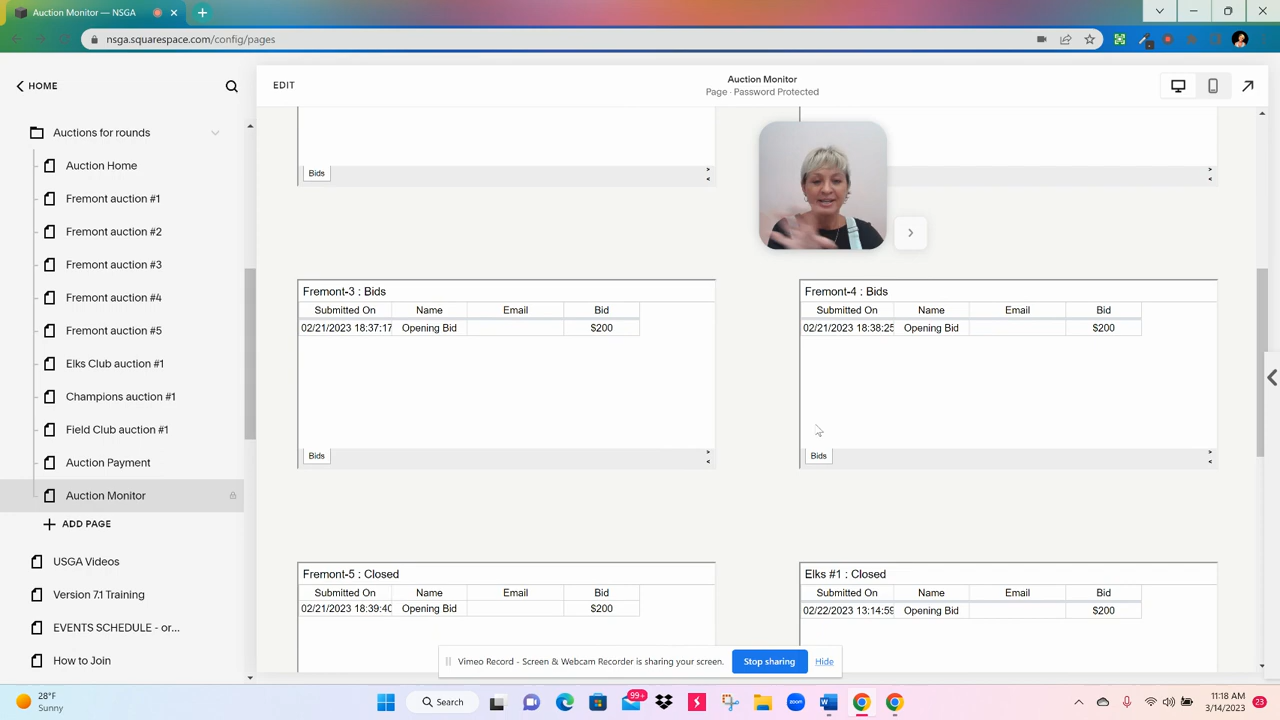 Auction Monitor — NSGA
nsga.squarespace.com/config/pages
HOME
EDIT
Auction Monitor
Page · Password Protected
Auctions for rounds
Auction Home
Fremont auction #1
Fremont auction #2
Fremont auction #3
Fremont auction #4
Fremont auction #5
Elks Club auction #1
Champions auction #1
Field Club auction #1
Auction Payment
Auction Monitor
ADD PAGE
USGA Videos
Version 7.1 Training
EVENTS SCHEDULE - or...
How to Join
Bids
Fremont-3 : Bids
Submitted On Name Email Bid
02/21/2023 18:37:17 Opening Bid $200
Bids
Fremont-4 : Bids
Submitted On Name Email Bid
02/21/2023 18:38:25 Opening Bid $200
Bids
Fremont-5 : Closed
Submitted On Name Email Bid
02/21/2023 18:39:40 Opening Bid $200
Elks #1 : Closed
Submitted On Name Email Bid
02/22/2023 13:14:59 Opening Bid $200
Vimeo Record - Screen & Webcam Recorder is sharing your screen.
Stop sharing
Hide
28°F
Sunny
Search
99+
zoom
11:18 AM
3/14/2023
23